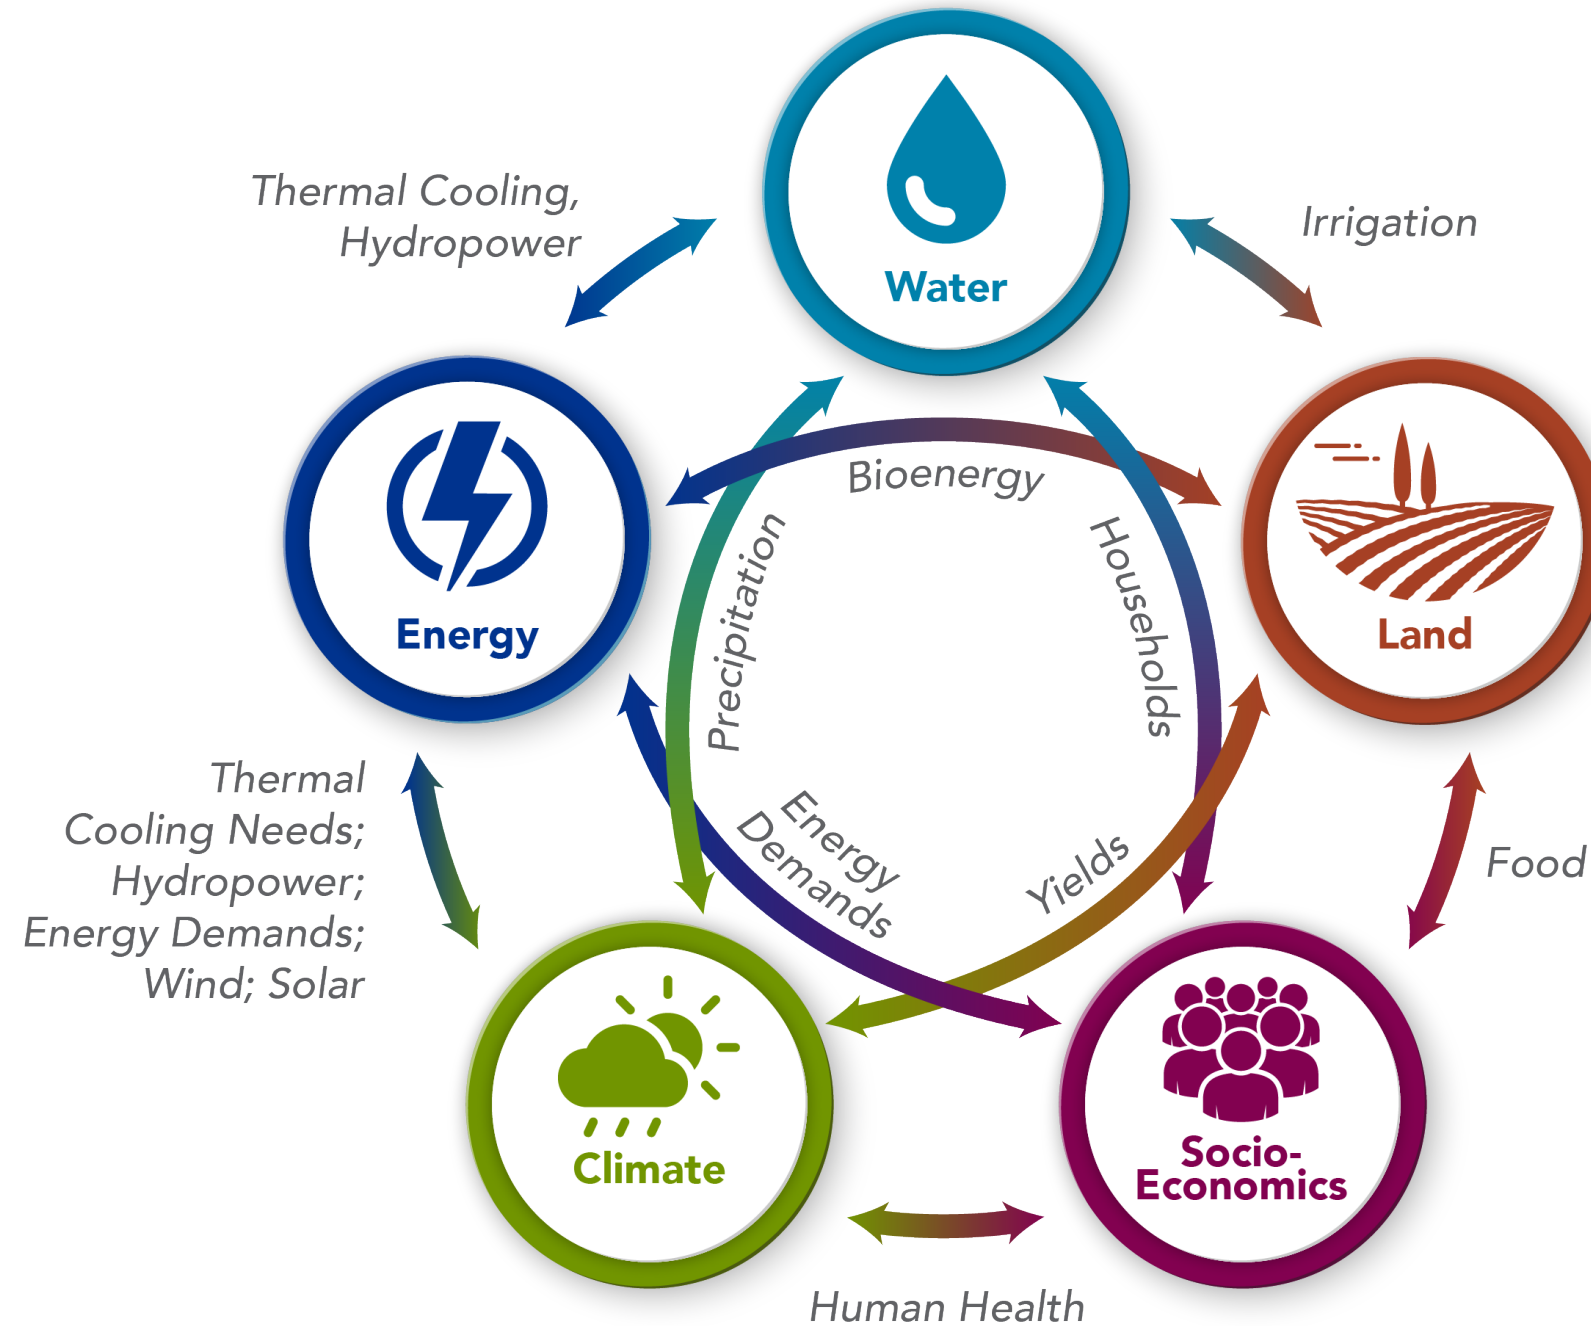 Water
Thermal Cooling,
Hydropower
Irrigation
Bioenergy
Energy
Land
Precipitation
Households
Thermal
Cooling Needs;
Hydropower;
Energy Demands;
Wind; Solar
Energy
Demands
Yields
Food
Climate
Socio-
Economics
Human Health